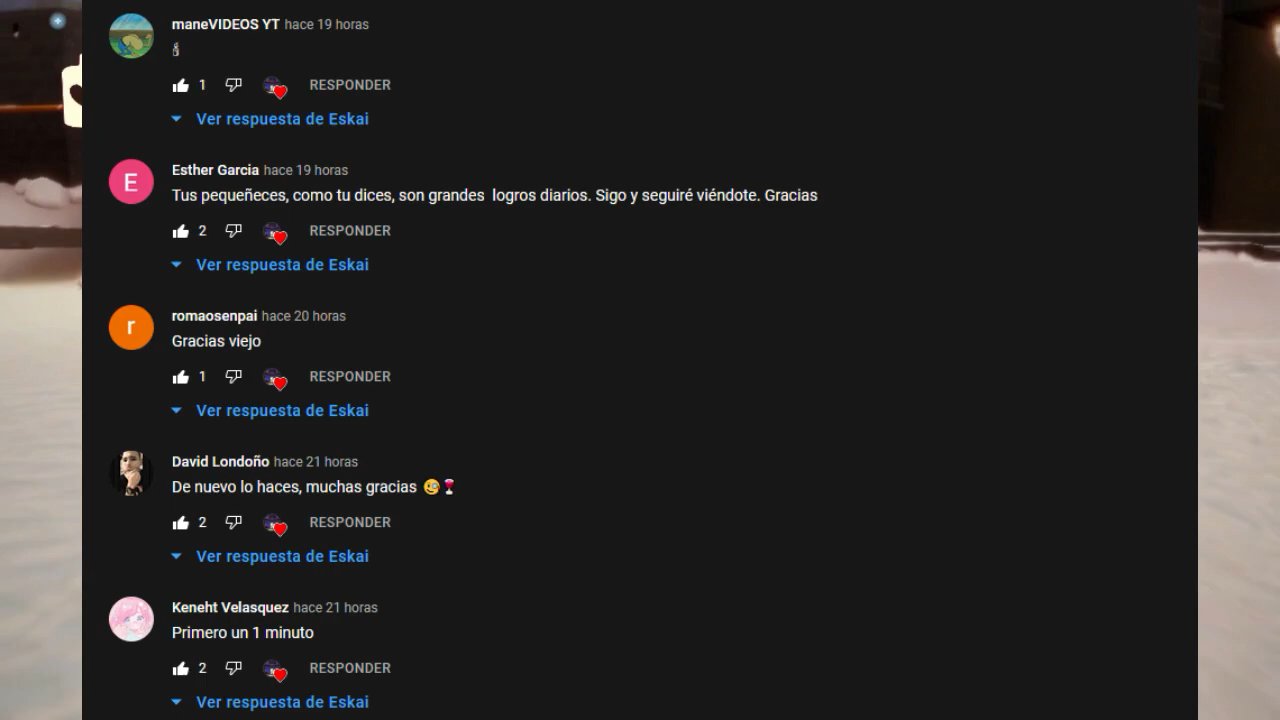 maneVIDEOS YT hace 19 horas
🕯
1 RESPONDER
Ver respuesta de Eskai
E
Esther Garcia hace 19 horas
Tus pequeñeces, como tu dices, son grandes logros diarios. Sigo y seguiré viéndote. Gracias
2 RESPONDER
Ver respuesta de Eskai
r
romaosenpai hace 20 horas
Gracias viejo
1 RESPONDER
Ver respuesta de Eskai
David Londoño hace 21 horas
De nuevo lo haces, muchas gracias 🧐🍷
2 RESPONDER
Ver respuesta de Eskai
Keneht Velasquez hace 21 horas
Primero un 1 minuto
2 RESPONDER
Ver respuesta de Eskai